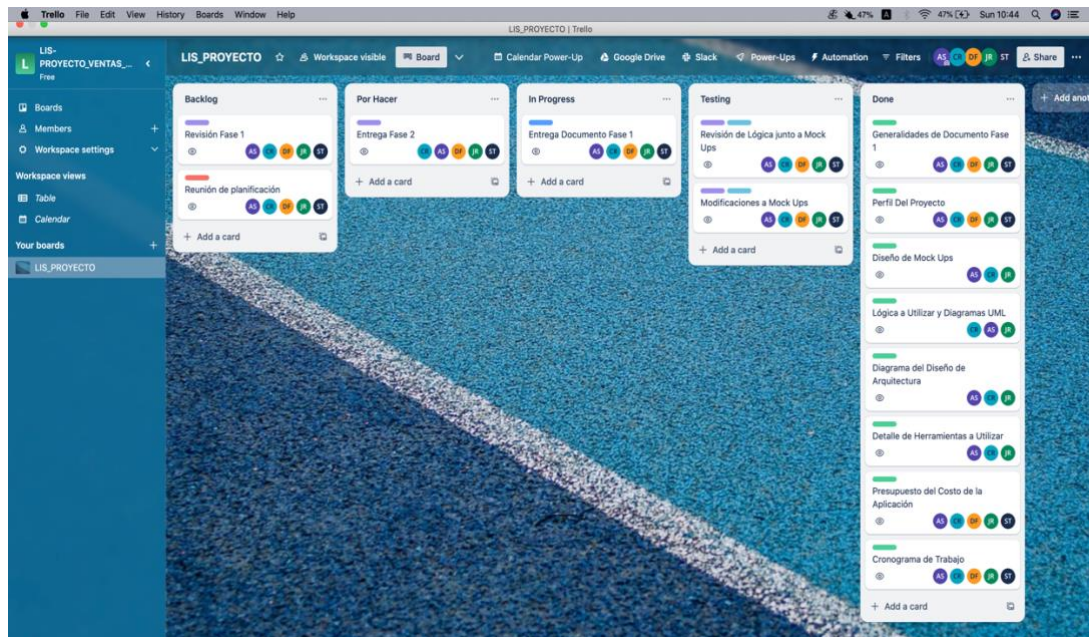 Trello File Edit View History Boards Window Help
47% 47% Sun 10:44
LIS_PROYECTO | Trello
L
LIS-
PROYECTO_VENTAS_...
Free
LIS_PROYECTO Workspace visible Board Calendar Power-Up Google Drive Slack Power-Ups Automation Filters AS CR DF JR ST Share ...
Boards
Members +
Workspace settings
Workspace views
Table
Calendar
Your boards +
LIS_PROYECTO
Backlog ...
Revisión Fase 1
AS CR DF JR ST
Reunión de planificación
AS CR DF JR ST
+ Add a card
Por Hacer ...
Entrega Fase 2
CR AS DF JR ST
+ Add a card
In Progress ...
Entrega Documento Fase 1
AS CR DF JR ST
+ Add a card
Testing ...
Revisión de Lógica junto a Mock
Ups
AS CR DF JR ST
Modificaciones a Mock Ups
AS CR DF JR ST
+ Add a card
Done ...
Generalidades de Documento Fase
1
AS CR DF JR ST
Perfil Del Proyecto
AS CR DF JR ST
Diseño de Mock Ups
AS CR JR
Lógica a Utilizar y Diagramas UML
CR AS JR
Diagrama del Diseño de
Arquitectura
AS CR JR
Detalle de Herramientas a Utilizar
AS CR JR
Presupuesto del Costo de la
Aplicación
AS CR DF JR ST
Cronograma de Trabajo
AS CR DF JR ST
+ Add a card
+ Add anot